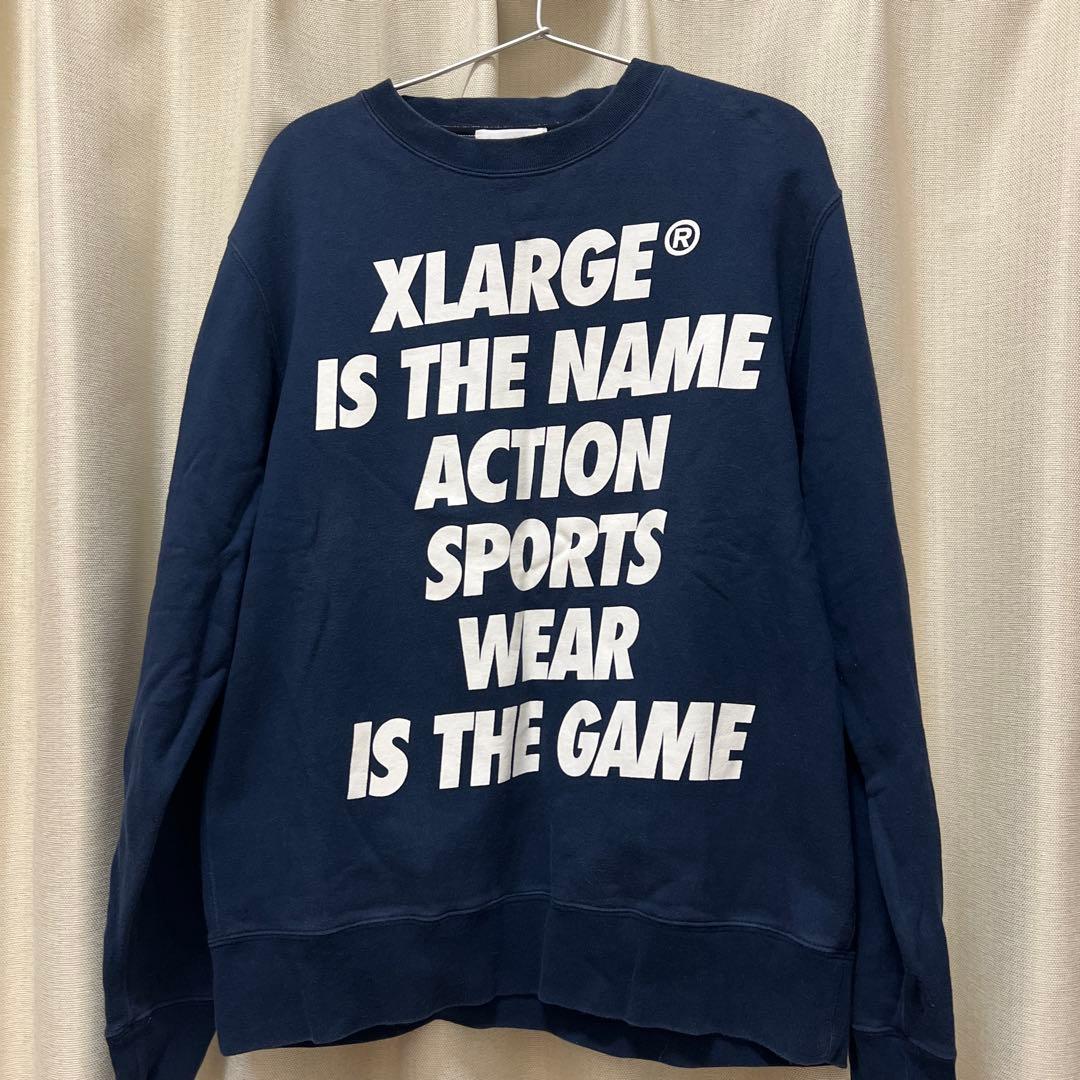 XLARGE®
IS THE NAME
ACTION
SPORTS
WEAR
IS THE GAME